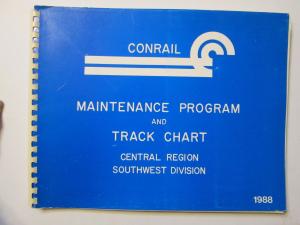 CONRAIL
MAINTENANCE PROGRAM
AND
TRACK CHART
CENTRAL REGION
SOUTHWEST DIVISION
1988